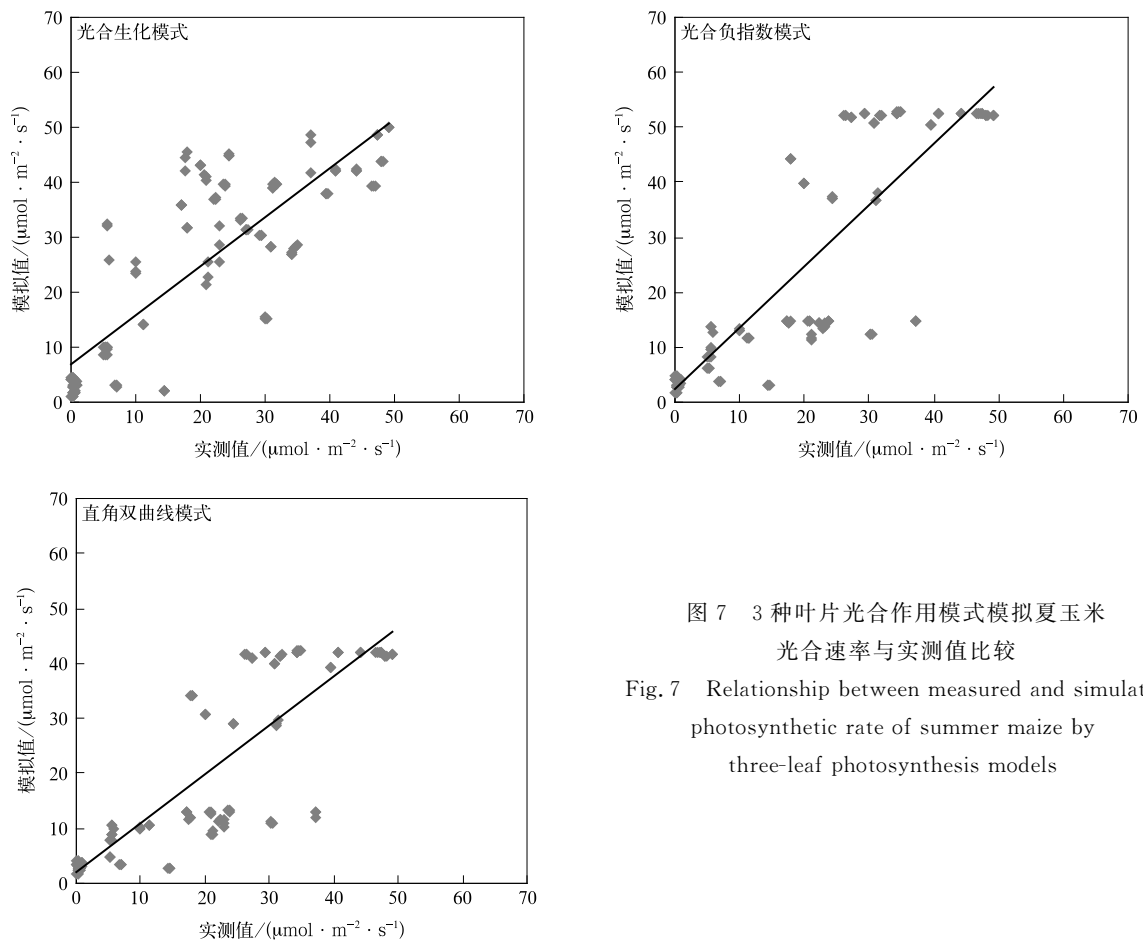 70
60
50
40
30
20
10
0
光合生化模式
模拟值/(μmol · m⁻² · s⁻¹)
0 10 20 30 40 50 60 70
实测值/(μmol · m⁻² · s⁻¹)
70
60
50
40
30
20
10
0
光合负指数模式
模拟值/(μmol · m⁻² · s⁻¹)
0 10 20 30 40 50 60 70
实测值/(μmol · m⁻² · s⁻¹)
70
60
50
40
30
20
10
0
直角双曲线模式
模拟值/(μmol · m⁻² · s⁻¹)
0 10 20 30 40 50 60 70
实测值/(μmol · m⁻² · s⁻¹)
图 7 3 种叶片光合作用模式模拟夏玉米
光合速率与实测值比较
Fig. 7 Relationship between measured and simulat
photosynthetic rate of summer maize by
three-leaf photosynthesis models